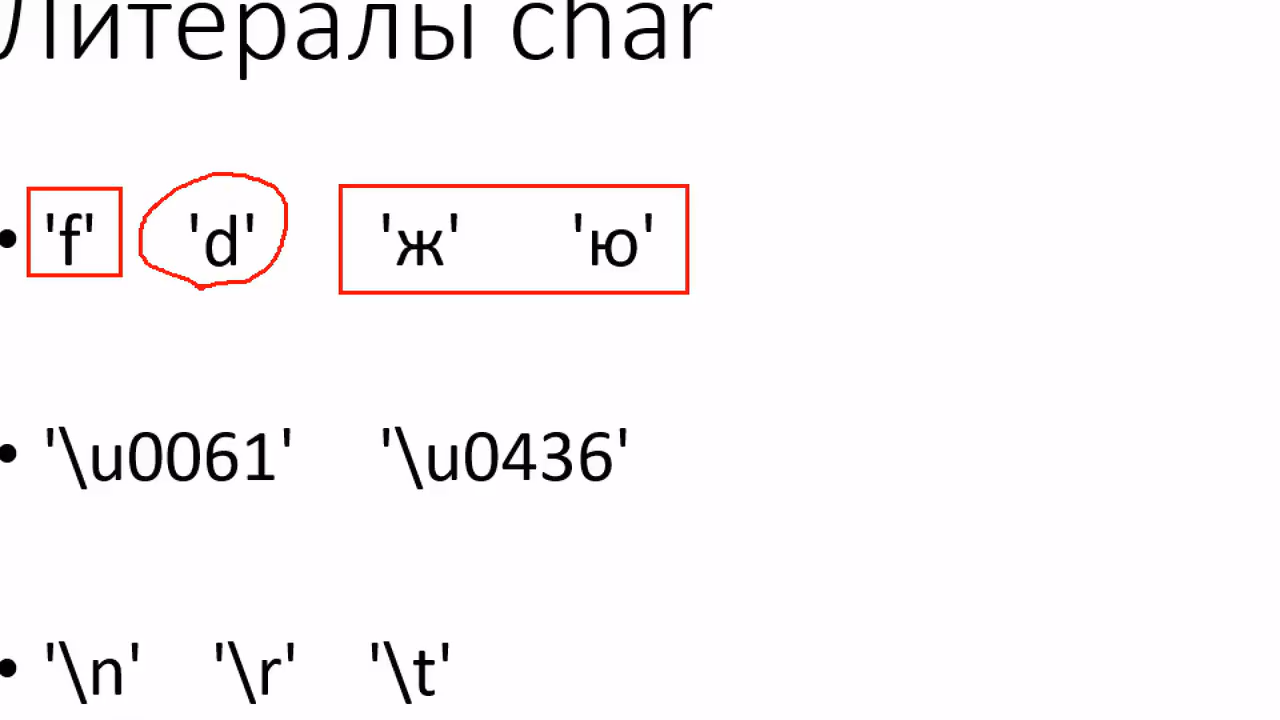 Литералы char
• 'f' 'd' 'ж' 'ю'
• '\u0061' '\u0436'
• '\n' '\r' '\t'